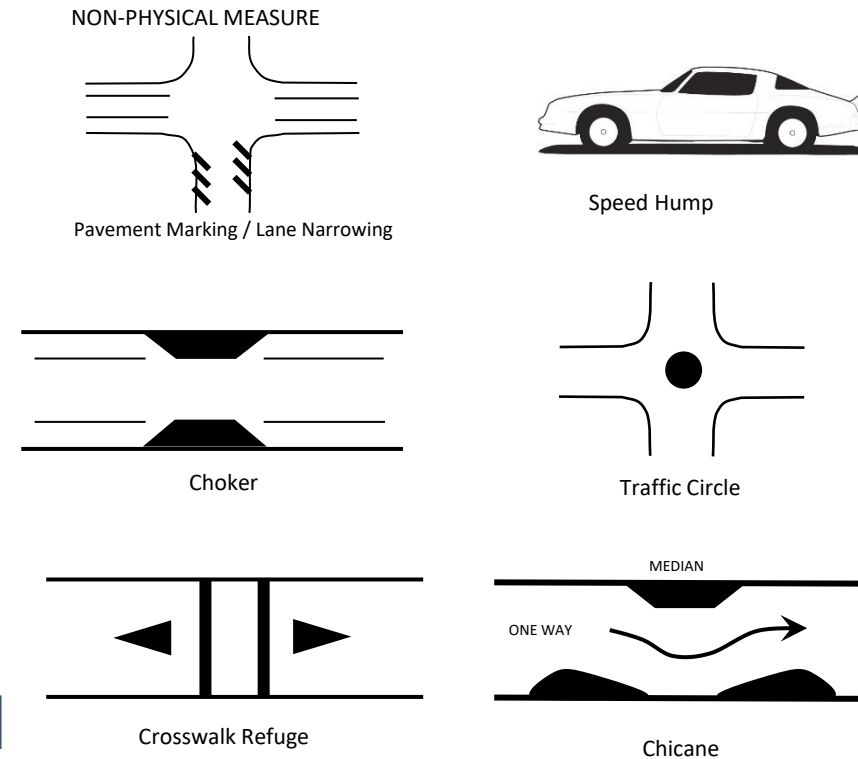 NON-PHYSICAL MEASURE
Pavement Marking / Lane Narrowing
Speed Hump
Choker
Traffic Circle
Crosswalk Refuge
MEDIAN
ONE WAY
Chicane